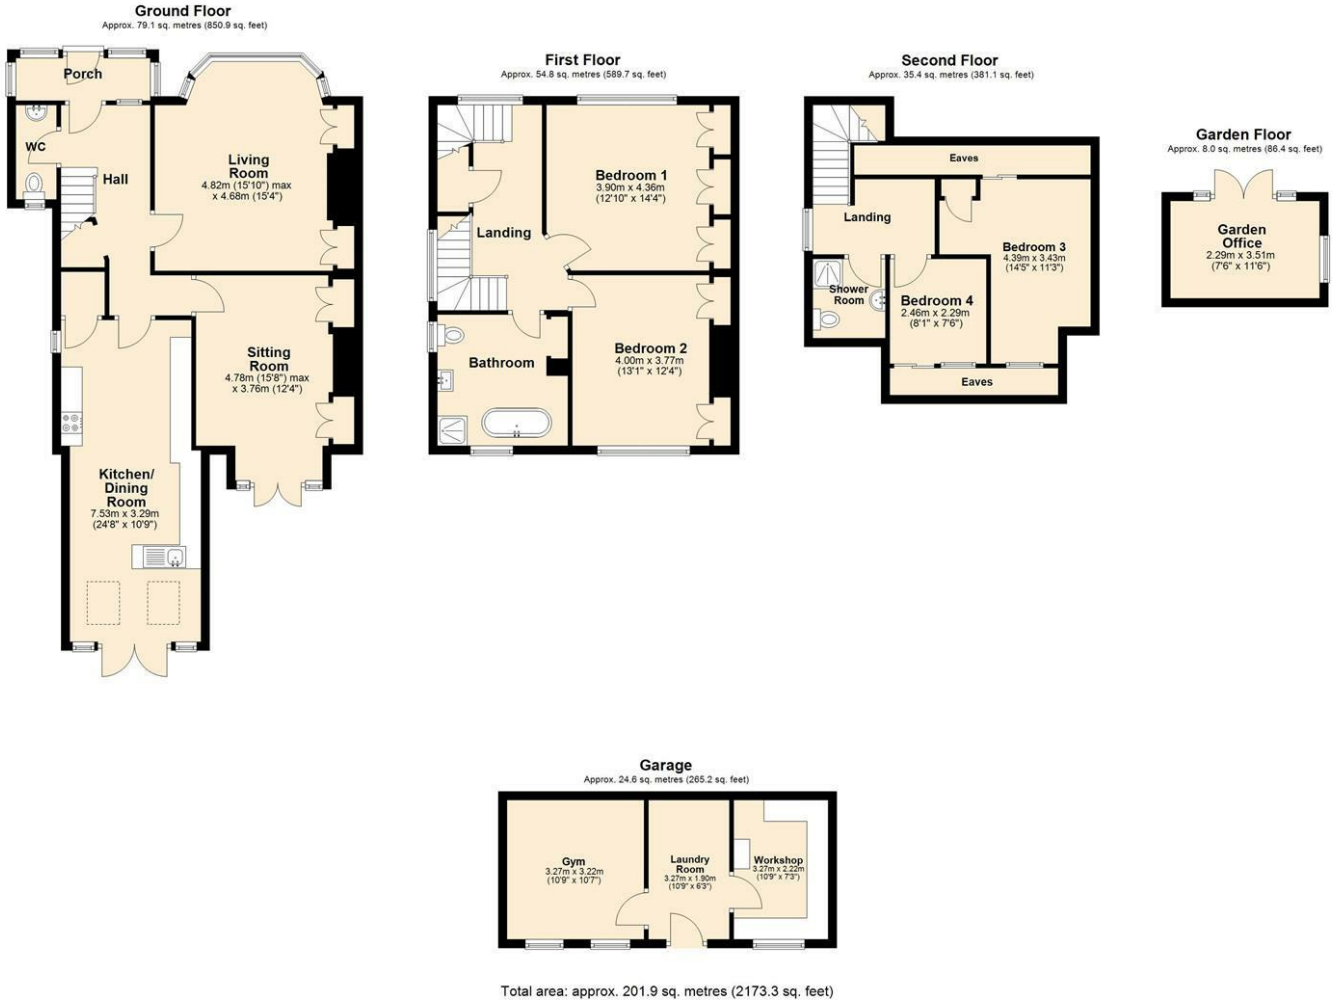 Ground Floor
Approx. 79.1 sq. metres (850.9 sq. feet)
Porch
WC
Hall
Living
Room
4.82m (15'10") max
x 4.68m (15'4")
Sitting
Room
4.78m (15'8") max
x 3.76m (12'4")
Kitchen/
Dining
Room
7.53m x 3.29m
(24'8" x 10'9")
First Floor
Approx. 54.8 sq. metres (589.7 sq. feet)
Bedroom 1
3.90m x 4.36m
(12'10" x 14'4")
Landing
Bedroom 2
4.00m x 3.77m
(13'1" x 12'4")
Bathroom
Second Floor
Approx. 35.4 sq. metres (381.1 sq. feet)
Eaves
Landing
Bedroom 3
4.39m x 3.43m
(14'5" x 11'3")
Shower
Room
Bedroom 4
2.46m x 2.29m
(8'1" x 7'6")
Eaves
Garden Floor
Approx. 8.0 sq. metres (86.4 sq. feet)
Garden
Office
2.29m x 3.51m
(7'6" x 11'6")
Garage
Approx. 24.6 sq. metres (265.2 sq. feet)
Gym
3.27m x 3.22m
(10'9" x 10'7")
Laundry
Room
3.27m x 1.90m
(10'9" x 6'3")
Workshop
3.27m x 2.22m
(10'9" x 7'3")
Total area: approx. 201.9 sq. metres (2173.3 sq. feet)